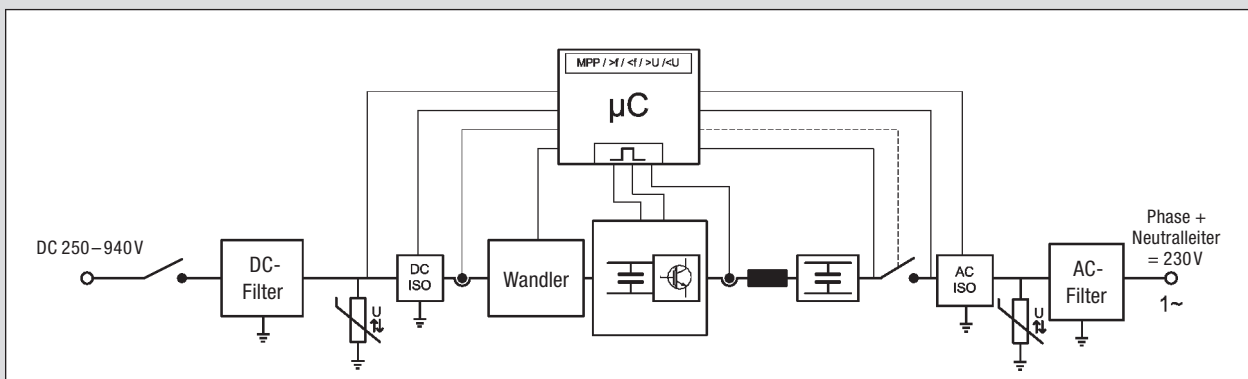 MPP / >f / <f / >U / <U
µC
DC 250–940 V
DC-
Filter
U
DC
ISO
Wandler
AC
ISO
U
AC-
Filter
Phase +
Neutralleiter
= 230 V
1~